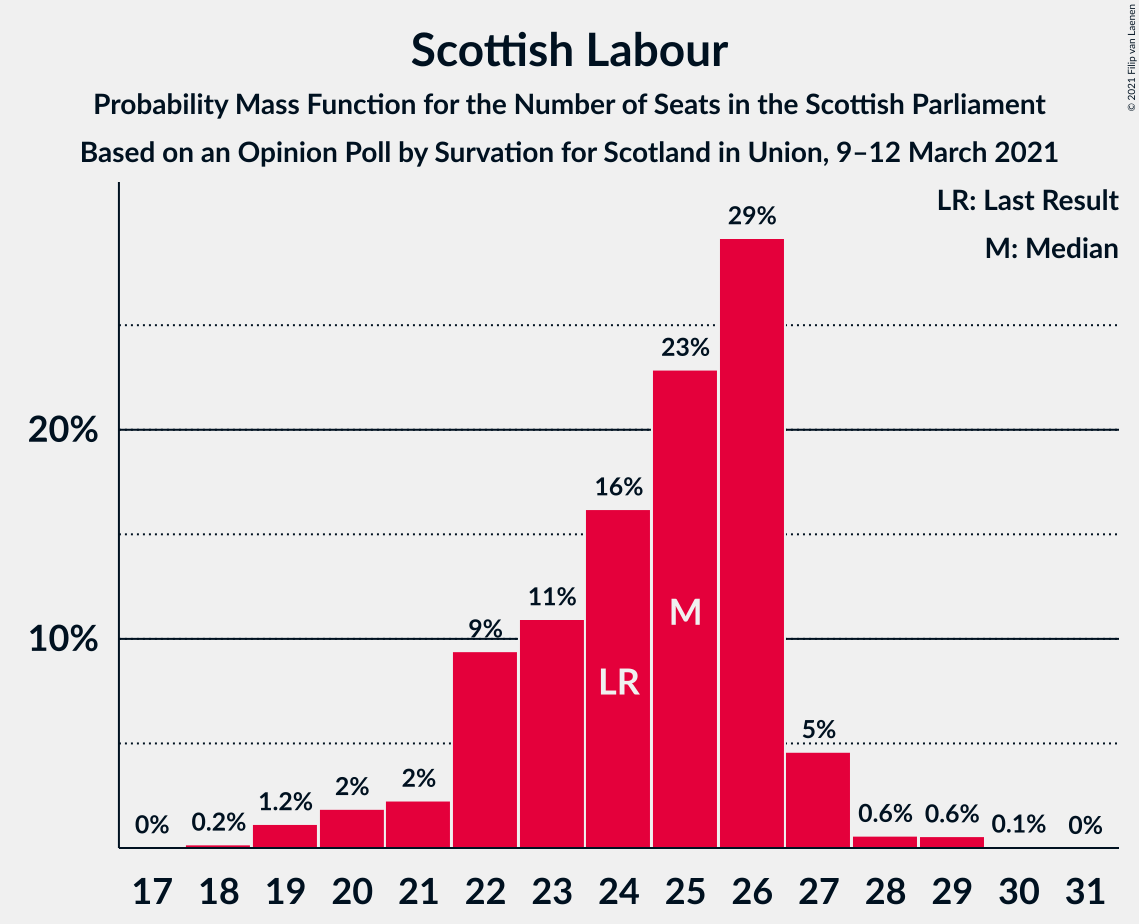 Scottish Labour
Probability Mass Function for the Number of Seats in the Scottish Parliament
Based on an Opinion Poll by Survation for Scotland in Union, 9–12 March 2021
© 2021 Filip van Laenen
LR: Last Result
M: Median
29%
23%
20%
16%
11%
M
9%
10%
LR
5%
2%
2%
1.2%
0.6%
0.6%
0.2%
0.1%
0%
0%
17 18 19 20 21 22 23 24 25 26 27 28 29 30 31